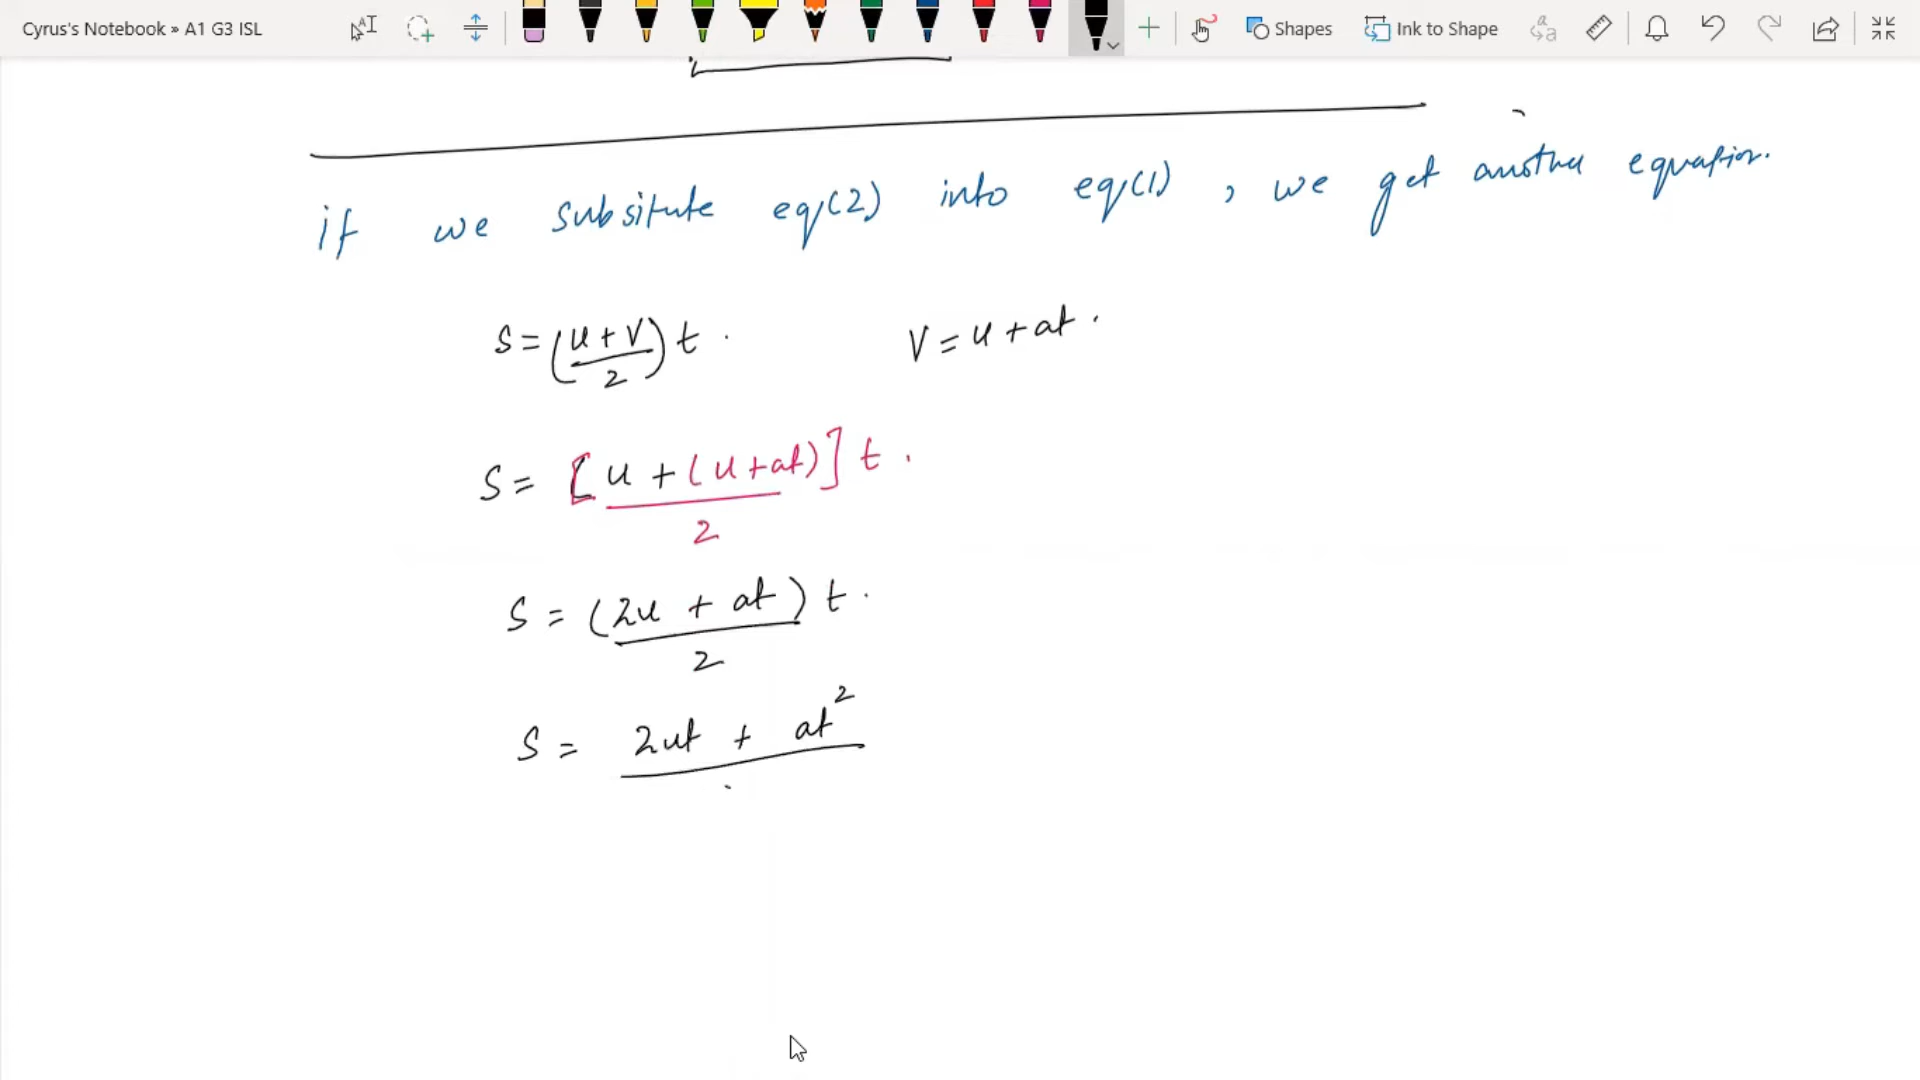 Cyrus's Notebook » A1 G3 ISL Shapes Ink to Shape
if we subsitute eq(2) into eq(1), we get another equation.
S = (u+v/2) t. V = u + at.
S = [u + (u+at)]/2 t.
S = (2u + at)/2 t.
S = 2ut + at²